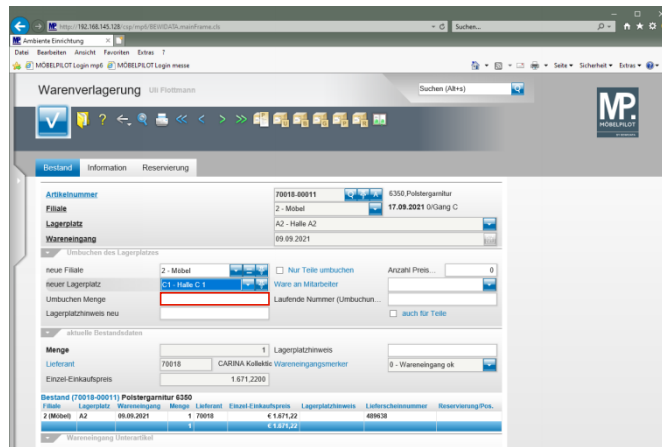 http://192.168.145.128/csp/mp6/BEWIDATA.mainFrame.cls
Suchen...
Ambiente Einrichtung
Datei Bearbeiten Ansicht Favoriten Extras ?
MÖBELPILOT Login mp6 MÖBELPILOT Login messe
Seite Sicherheit Extras
Warenverlagerung Uli Flottmann
Suchen (Alt+s)
MP.
MÖBELPILOT
Bestand Information Reservierung
Artikelnummer 70018-00011 6350,Polstergarnitur
Filiale 2 - Möbel 17.09.2021 0/Gang C
Lagerplatz A2 - Halle A2
Wareneingang 09.09.2021
Umbuchen des Lagerplatzes
neue Filiale 2 - Möbel Nur Teile umbuchen Anzahl Preis... 0
neuer Lagerplatz C1 - Halle C 1 Ware an Mitarbeiter
Umbuchen Menge Laufende Nummer (Umbuchun...
Lagerplatzhinweis neu auch für Teile
aktuelle Bestandsdaten
Menge 1 Lagerplatzhinweis
Lieferant 70018 CARINA Kollektic Wareneingangsmerker 0 - Wareneingang ok
Einzel-Einkaufspreis 1.671,2200
Bestand (70018-00011) Polstergarnitur 6350
Filiale Lagerplatz Wareneingang Menge Lieferant Einzel-Einkaufspreis Lagerplatzhinweis Lieferscheinnummer Reservierung/Pos.
2 (Möbel) A2 09.09.2021 1 70018 € 1.671,22 489638
1 € 1.671,22
Wareneingang Unterartikel